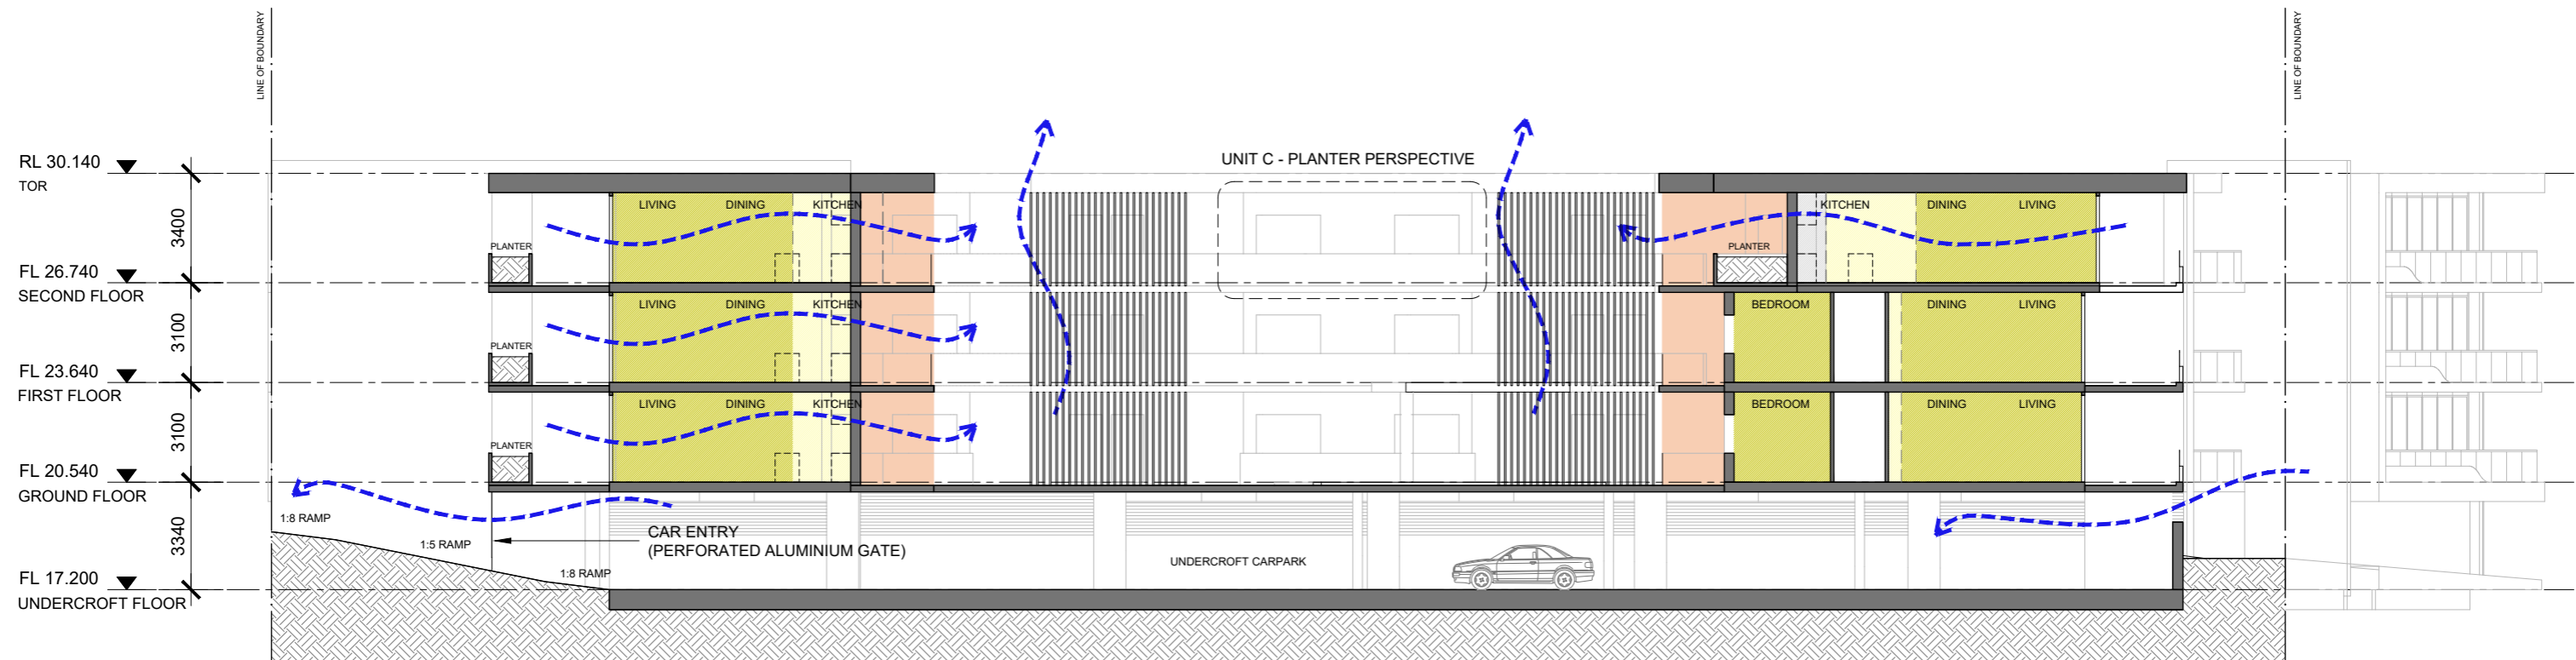 LINE OF BOUNDARY
LINE OF BOUNDARY
UNIT C - PLANTER PERSPECTIVE
RL 30.140
TOR
3400
LIVING DINING KITCHEN
KITCHEN DINING LIVING
PLANTER
PLANTER
FL 26.740
SECOND FLOOR
3100
LIVING DINING KITCHEN
BEDROOM DINING LIVING
PLANTER
FL 23.640
FIRST FLOOR
3100
LIVING DINING KITCHEN
BEDROOM DINING LIVING
PLANTER
FL 20.540
GROUND FLOOR
3340
1:8 RAMP
1:5 RAMP
1:8 RAMP
CAR ENTRY
(PERFORATED ALUMINIUM GATE)
UNDERCROFT CARPARK
FL 17.200
UNDERCROFT FLOOR